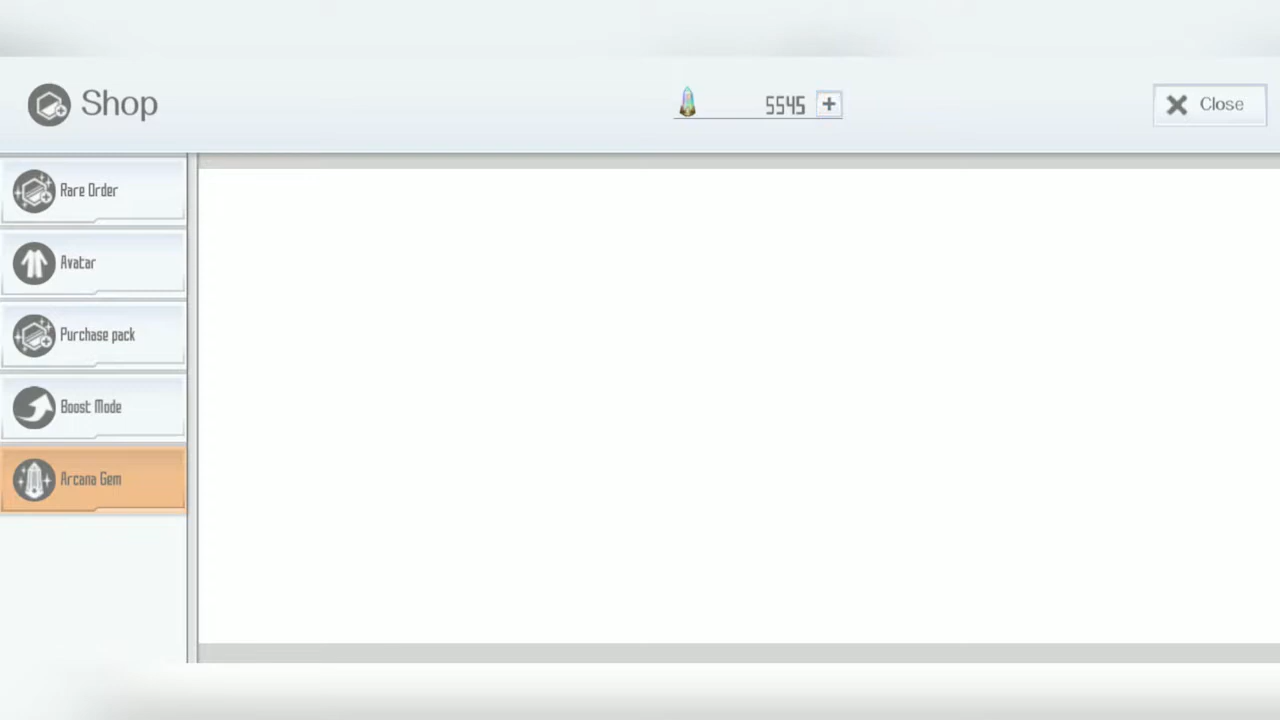 Shop
5545 +
Close
Rare Order
Avatar
Purchase pack
Boost Mode
Arcana Gem